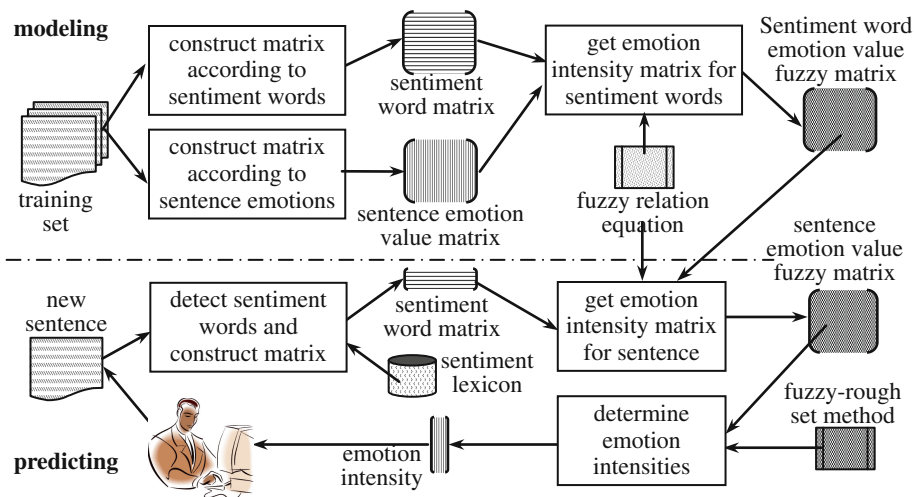 modeling
construct matrix
according to
sentiment words
sentiment
word matrix
get emotion
intensity matrix for
sentiment words
Sentiment word
emotion value
fuzzy matrix
training
set
construct matrix
according to
sentence emotions
sentence emotion
value matrix
fuzzy relation
equation
sentence
emotion value
fuzzy matrix
new
sentence
detect sentiment
words and
construct matrix
sentiment
word matrix
sentiment
lexicon
get emotion
intensity matrix
for sentence
fuzzy-rough
set method
determine
emotion
intensities
emotion
intensity
predicting